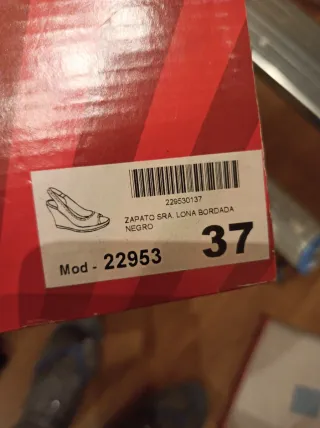 229530137
ZAPATO SRA. LONA BORDADA
NEGRO
37
Mod - 22953